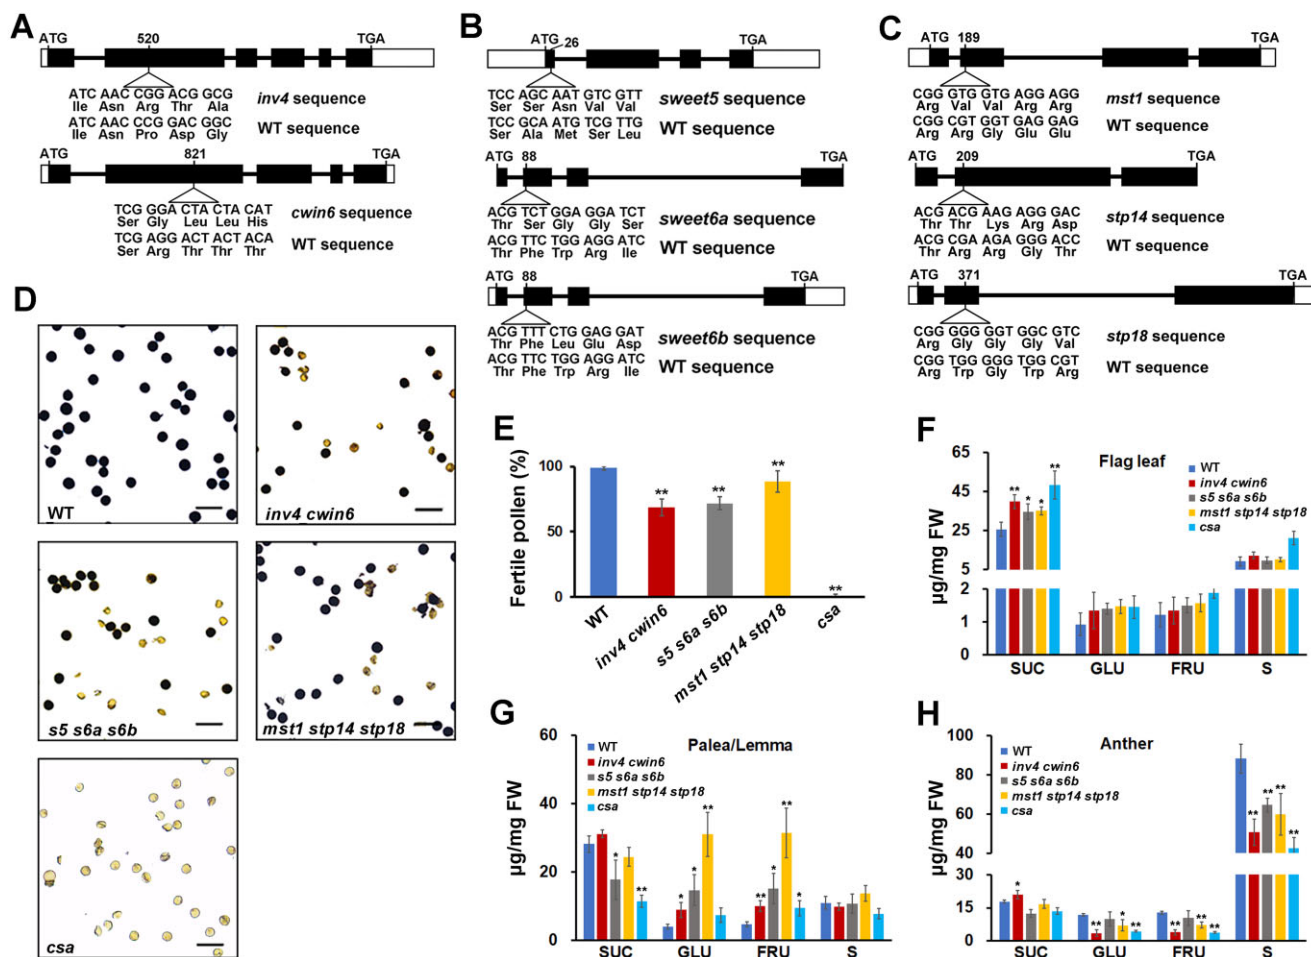 A
ATG 520 TGA
ATC AAC CGG ACG GCG
Ile Asn Arg Thr Ala
inv4 sequence
ATC AAC CCG GAC GGC
Ile Asn Pro Asp Gly
WT sequence
ATG 821 TGA
TCG GGA CTA CTA CAT
Ser Gly Leu Leu His
cwin6 sequence
TCG AGG ACT ACT ACA
Ser Arg Thr Thr Thr
WT sequence
B
ATG 26 TGA
TCC AGC AAT GTC GTT
Ser Ser Asn Val Val
sweet5 sequence
TCC GCA ATG TCG TTG
Ser Ala Met Ser Leu
WT sequence
ATG 88 TGA
ACG TCT GGA GGA TCT
Thr Ser Gly Gly Ser
sweet6a sequence
ACG TTC TGG AGG ATC
Thr Phe Trp Arg Ile
WT sequence
ATG 88 TGA
ACG TTT CTG GAG GAT
Thr Phe Leu Glu Asp
sweet6b sequence
ACG TTC TGG AGG ATC
Thr Phe Trp Arg Ile
WT sequence
C
ATG 189 TGA
CGG GTG GTG AGG AGG
Arg Val Val Arg Arg
mst1 sequence
CGG CGT GGT GAG GAG
Arg Arg Gly Glu Glu
WT sequence
ATG 209 TGA
ACG ACG AAG AGG GAC
Thr Thr Lys Arg Asp
stp14 sequence
ACG CGA AGA GGG ACC
Thr Arg Arg Gly Thr
WT sequence
ATG 371 TGA
CGG GGG GGT GGC GTC
Arg Gly Gly Gly Val
stp18 sequence
CGG TGG GGG TGG CGT
Arg Trp Gly Trp Arg
WT sequence
D
WT
inv4 cwin6
s5 s6a s6b
mst1 stp14 stp18
csa
E
Fertile pollen (%)
100
50
0
** ** ** **
WT
inv4 cwin6
s5 s6a s6b
mst1 stp14 stp18
csa
F
Flag leaf
µg/mg FW
65
45
25
5
2
1
0
WT
inv4 cwin6
s5 s6a s6b
mst1 stp14 stp18
csa
** * * **
SUC GLU FRU S
G
Palea/Lemma
µg/mg FW
60
40
20
0
WT
inv4 cwin6
s5 s6a s6b
mst1 stp14 stp18
csa
* ** * * ** ** * ** *
SUC GLU FRU S
H
Anther
µg/mg FW
100
80
60
40
30
15
0
WT
inv4 cwin6
s5 s6a s6b
mst1 stp14 stp18
csa
* ** * ** ** ** ** ** ** ** **
SUC GLU FRU S